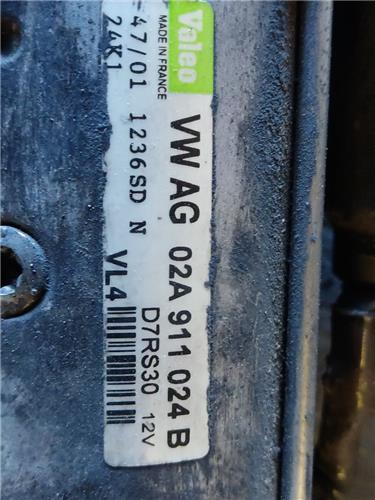 Valeo
MADE IN FRANCE
VW AG 02A 911 024 B
47/01 1236SD N
D7RS30 12V
24K1
VL4